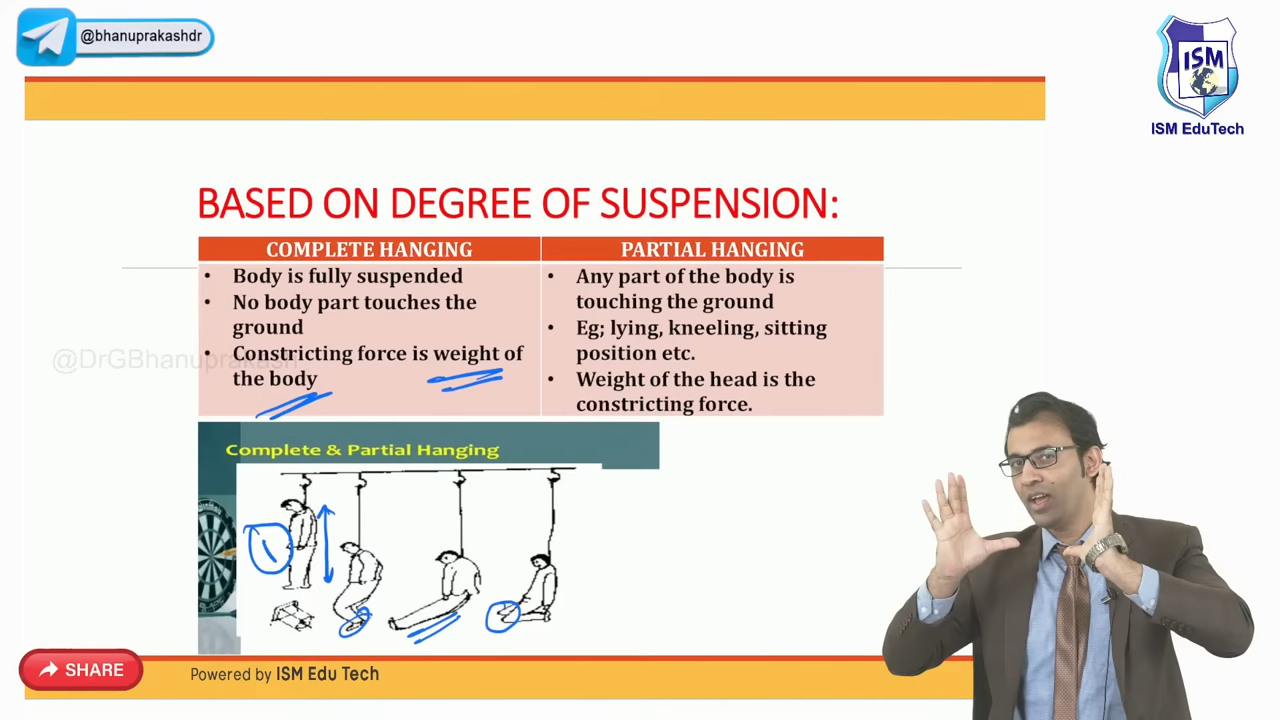 @bhanuprakashdr
ISM
ISM EduTech
BASED ON DEGREE OF SUSPENSION:
COMPLETE HANGING
• Body is fully suspended
• No body part touches the
ground
• Constricting force is weight of
the body
PARTIAL HANGING
• Any part of the body is
touching the ground
• Eg; lying, kneeling, sitting
position etc.
• Weight of the head is the
constricting force.
@DrGBhanuprakash
Complete & Partial Hanging
1
SHARE
Powered by ISM Edu Tech